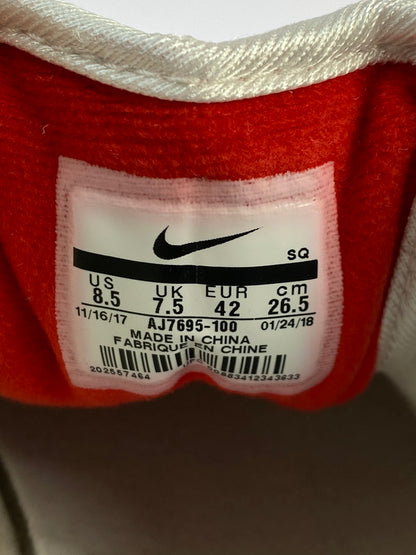 SQ
US UK EUR cm
8.5 7.5 42 26.5
11/16/17 AJ7695-100 01/24/18
MADE IN CHINA
FABRIQUE EN CHINE
202557464